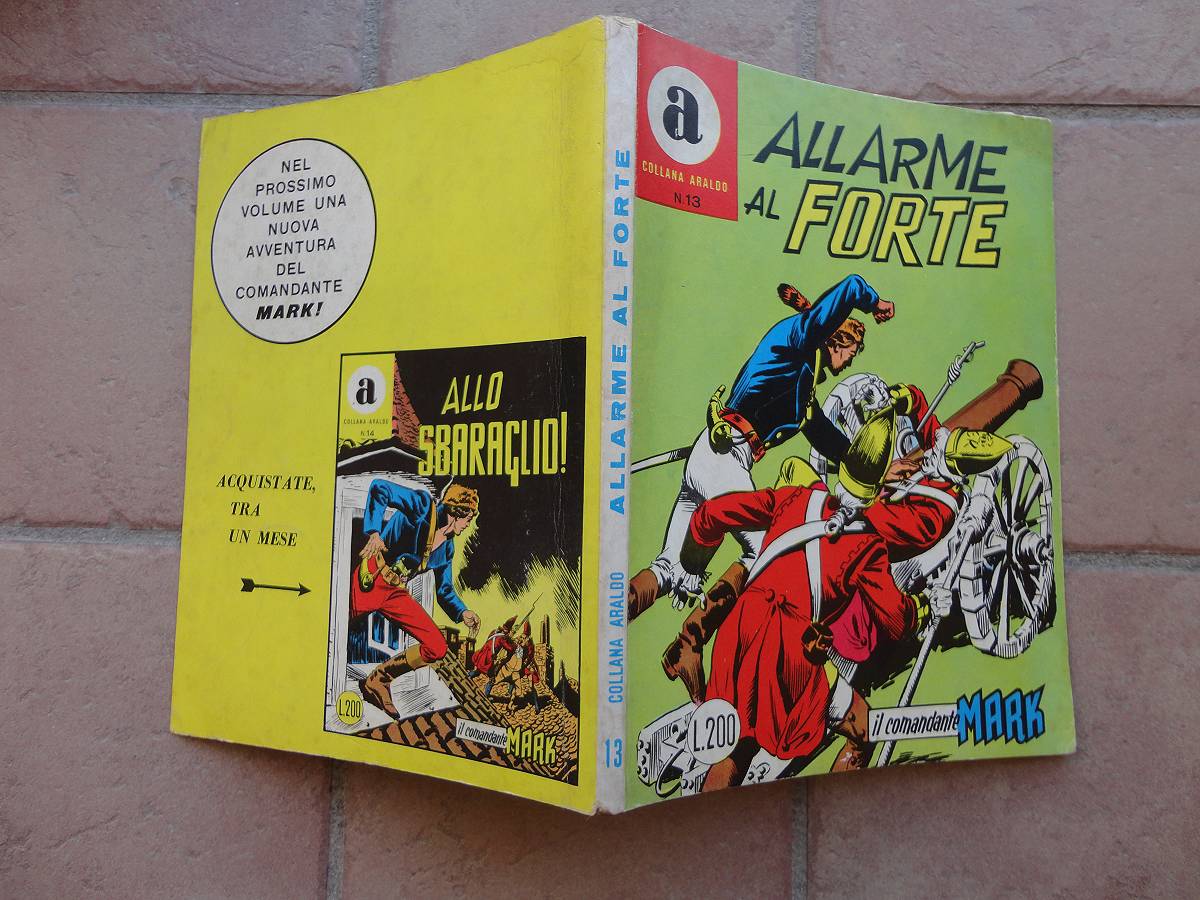 NEL
PROSSIMO
VOLUME UNA
NUOVA
AVVENTURA
DEL
COMANDANTE
MARK!
ACQUISTATE,
TRA
UN MESE
a
COLLANA ARALDO
N.14
ALLO
SBARAGLIO!
L.200
il comandante
MARK
ALLARME AL FORTE
COLLANA ARALDO
13
a
COLLANA ARALDO
N.13
ALLARME
AL FORTE
L.200
il comandante
MARK